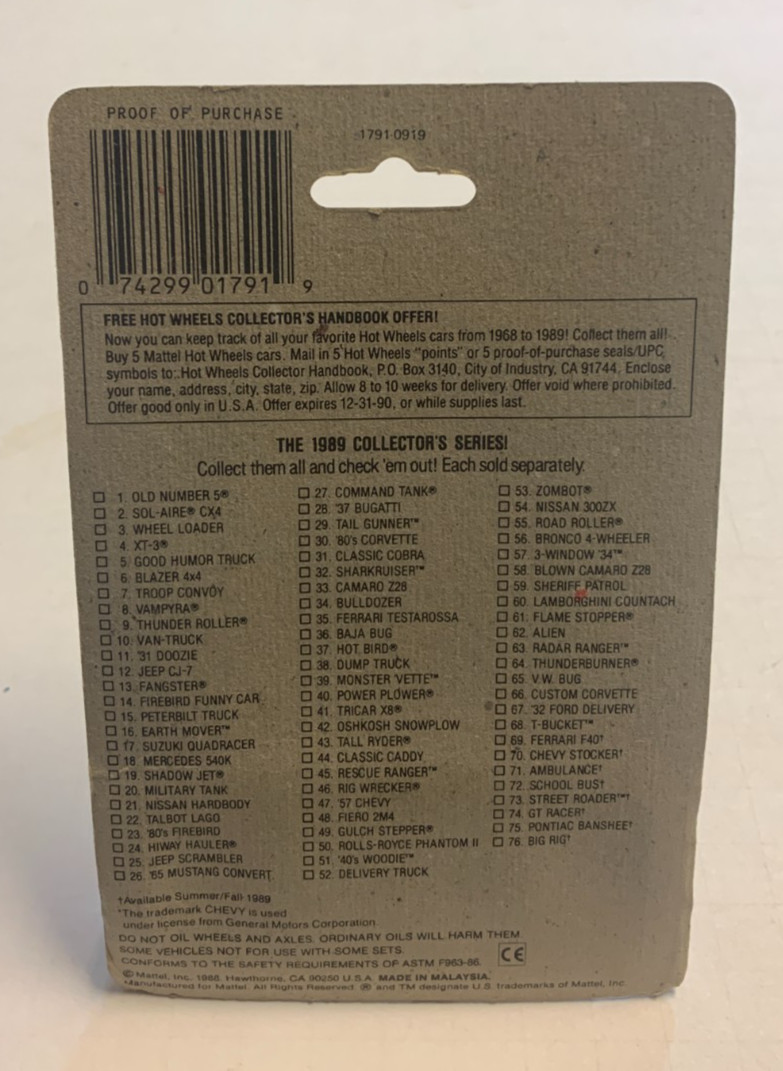 PROOF OF PURCHASE
1791-0919
0 74299 01791 9
FREE HOT WHEELS COLLECTOR'S HANDBOOK OFFER!
Now you can keep track of all your favorite Hot Wheels cars from 1968 to 1989! Collect them all!
Buy 5 Mattel Hot Wheels cars. Mail in 5 Hot Wheels "points" or 5 proof-of-purchase seals/UPC
symbols to: Hot Wheels Collector Handbook, P.O. Box 3140, City of Industry, CA 91744. Enclose
your name, address, city, state, zip. Allow 8 to 10 weeks for delivery. Offer void where prohibited.
Offer good only in U.S.A. Offer expires 12-31-90, or while supplies last.
THE 1989 COLLECTOR'S SERIES!
Collect them all and check 'em out! Each sold separately.
1. OLD NUMBER 5®
2. SOL-AIRE® CX4
3. WHEEL LOADER
4. XT-3®
5. GOOD HUMOR TRUCK
6. BLAZER 4x4
7. TROOP CONVOY
8. VAMPYRA®
9. THUNDER ROLLER®
10. VAN-TRUCK
11. '31 DOOZIE
12. JEEP CJ-7
13. FANGSTER®
14. FIREBIRD FUNNY CAR
15. PETERBILT TRUCK
16. EARTH MOVER™
17. SUZUKI QUADRACER
18. MERCEDES 540K
19. SHADOW JET®
20. MILITARY TANK
21. NISSAN HARDBODY
22. TALBOT LAGO
23. '80's FIREBIRD
24. HIWAY HAULER®
25. JEEP SCRAMBLER
26. '65 MUSTANG CONVERT.
27. COMMAND TANK®
28. '37 BUGATTI
29. TAIL GUNNER™
30. '80's CORVETTE
31. CLASSIC COBRA
32. SHARKRUISER™
33. CAMARO Z28
34. BULLDOZER
35. FERRARI TESTAROSSA
36. BAJA BUG
37. HOT BIRD®
38. DUMP TRUCK
39. MONSTER 'VETTE™
40. POWER PLOWER®
41. TRICAR X8®
42. OSHKOSH SNOWPLOW
43. TALL RYDER®
44. CLASSIC CADDY
45. RESCUE RANGER™
46. RIG WRECKER®
47. '57 CHEVY
48. FIERO 2M4
49. GULCH STEPPER®
50. ROLLS-ROYCE PHANTOM II
51. '40's WOODIE™
52. DELIVERY TRUCK
53. ZOMBOT®
54. NISSAN 300ZX
55. ROAD ROLLER®
56. BRONCO 4-WHEELER
57. 3-WINDOW '34™
58. BLOWN CAMARO Z28
59. SHERIFF PATROL
60. LAMBORGHINI COUNTACH
61. FLAME STOPPER®
62. ALIEN
63. RADAR RANGER™
64. THUNDERBURNER®
65. V.W. BUG
66. CUSTOM CORVETTE
67. '32 FORD DELIVERY
68. T-BUCKET™
69. FERRARI F40†
70. CHEVY STOCKER†
71. AMBULANCE†
72. SCHOOL BUS†
73. STREET ROADER™†
74. GT RACER†
75. PONTIAC BANSHEE†
76. BIG RIG†
†Available Summer/Fall 1989
*The trademark CHEVY is used
under license from General Motors Corporation
DO NOT OIL WHEELS AND AXLES. ORDINARY OILS WILL HARM THEM.
SOME VEHICLES NOT FOR USE WITH SOME SETS.
CONFORMS TO THE SAFETY REQUIREMENTS OF ASTM F963-86.
CE
© Mattel, Inc. 1988, Hawthorne, CA 90250 U.S.A. MADE IN MALAYSIA.
Manufactured for Mattel. All Rights Reserved. ® and TM designate U.S. trademarks of Mattel, Inc.